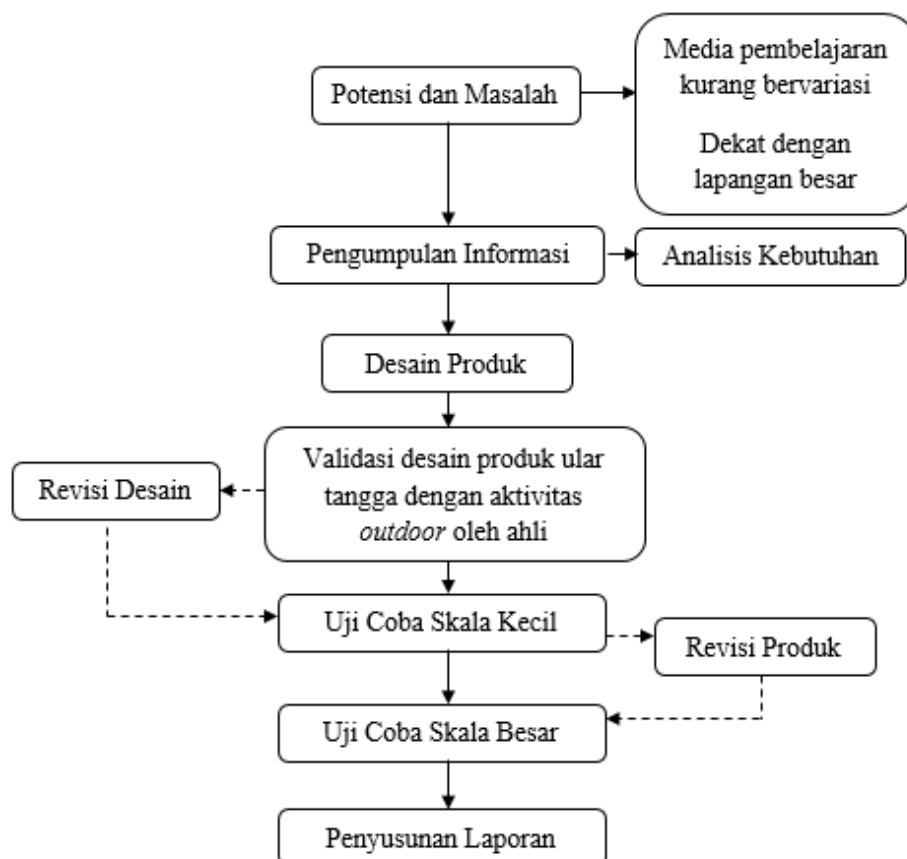 Media pembelajaran
kurang bervariasi
Potensi dan Masalah
Dekat dengan
lapangan besar
Pengumpulan Informasi
Analisis Kebutuhan
Desain Produk
Validasi desain produk ular
tangga dengan aktivitas
outdoor oleh ahli
Revisi Desain
Uji Coba Skala Kecil
Revisi Produk
Uji Coba Skala Besar
Penyusunan Laporan